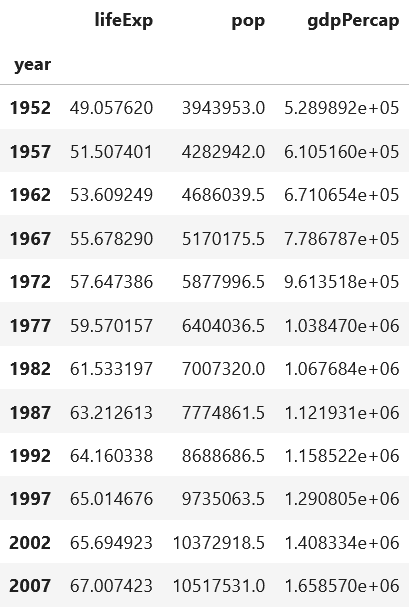 lifeExp pop gdpPercap
year
1952 49.057620 3943953.0 5.289892e+05
1957 51.507401 4282942.0 6.105160e+05
1962 53.609249 4686039.5 6.710654e+05
1967 55.678290 5170175.5 7.786787e+05
1972 57.647386 5877996.5 9.613518e+05
1977 59.570157 6404036.5 1.038470e+06
1982 61.533197 7007320.0 1.067684e+06
1987 63.212613 7774861.5 1.121931e+06
1992 64.160338 8688686.5 1.158522e+06
1997 65.014676 9735063.5 1.290805e+06
2002 65.694923 10372918.5 1.408334e+06
2007 67.007423 10517531.0 1.658570e+06